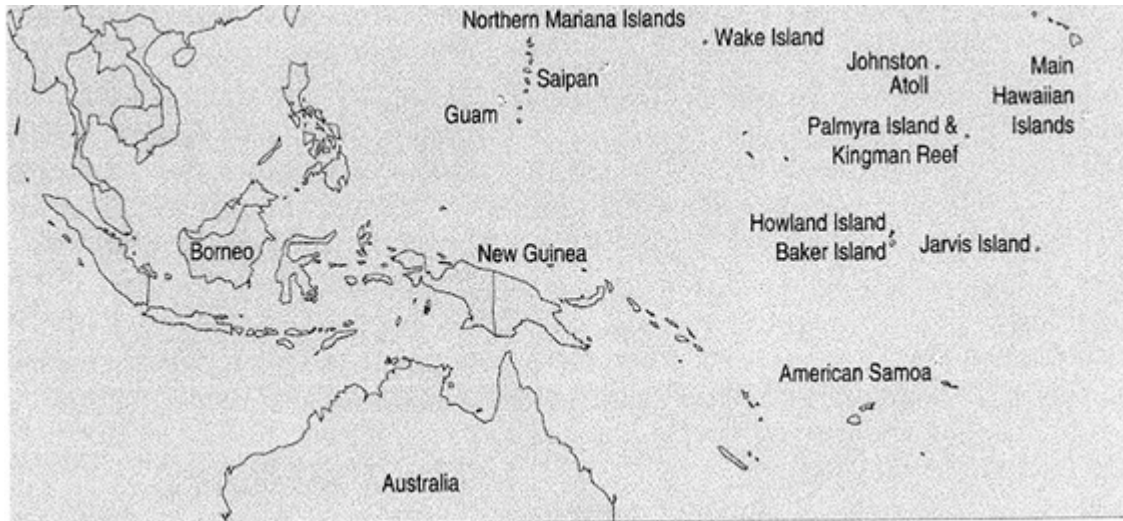 Northern Mariana Islands
Wake Island
Johnston
Atoll
Main
Hawaiian
Islands
Saipan
Guam
Palmyra Island &
Kingman Reef
Howland Island
Baker Island
Jarvis Island
Borneo
New Guinea
American Samoa
Australia